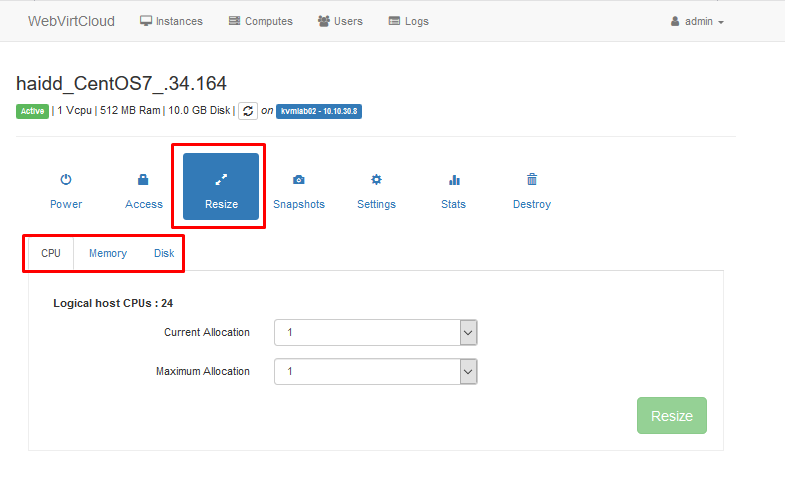 WebVirtCloud Instances Computes Users Logs admin
haidd_CentOS7_.34.164
Active | 1 Vcpu | 512 MB Ram | 10.0 GB Disk | on kvmlab02 - 10.10.30.8
Power Access Resize Snapshots Settings Stats Destroy
CPU Memory Disk
Logical host CPUs : 24
Current Allocation 1
Maximum Allocation 1
Resize